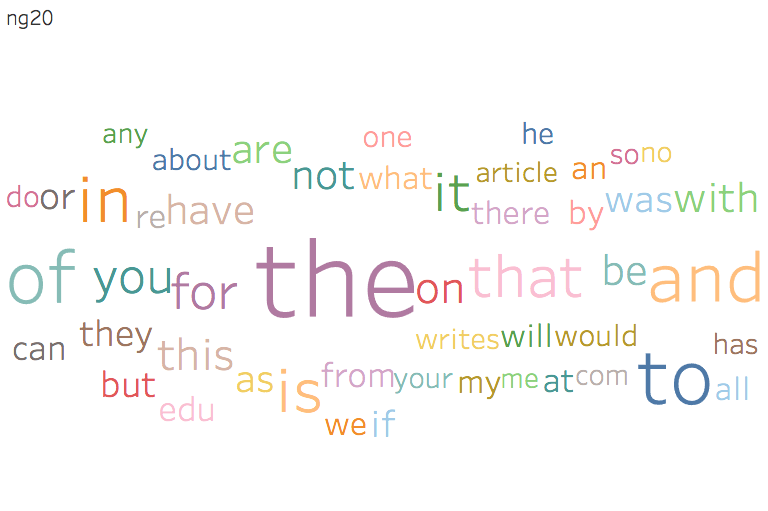 ng20
any one he
about are so no
not what it article an
do or in re have there by was with
of you for the on that be and
can they this writes will would has
but as is from your my me at com to all
edu we if